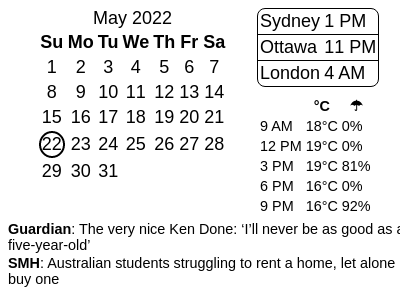 May 2022
Su Mo Tu We Th Fr Sa
1 2 3 4 5 6 7
8 9 10 11 12 13 14
15 16 17 18 19 20 21
22 23 24 25 26 27 28
29 30 31
Sydney 1 PM
Ottawa 11 PM
London 4 AM
°C ☂
9 AM 18°C 0%
12 PM 19°C 0%
3 PM 19°C 81%
6 PM 16°C 0%
9 PM 16°C 92%
Guardian: The very nice Ken Done: ‘I’ll never be as good as a
five-year-old’
SMH: Australian students struggling to rent a home, let alone
buy one